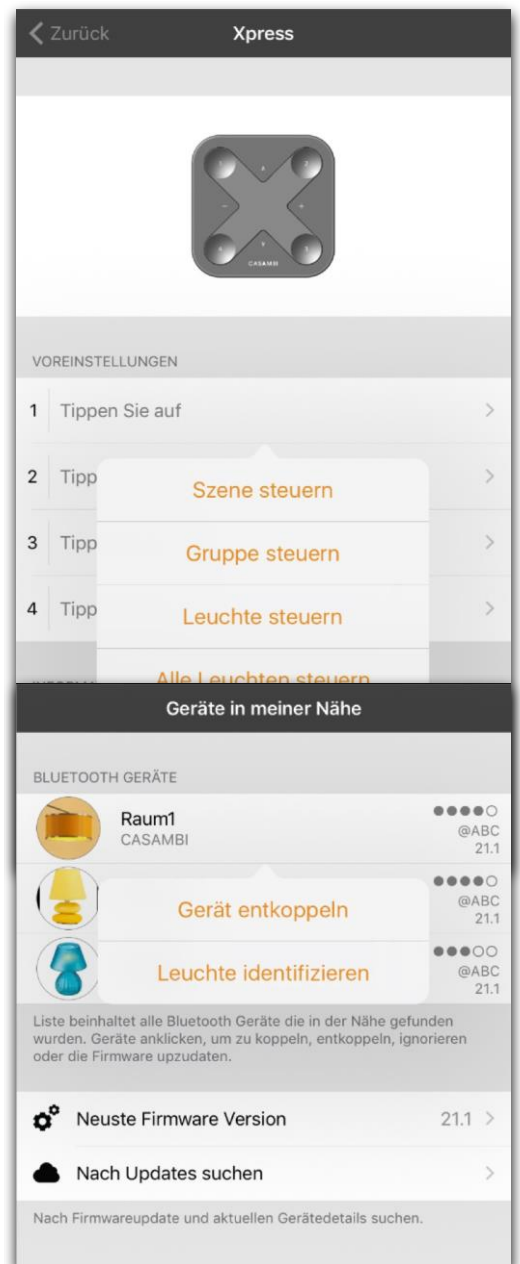 Zurück
Xpress
CASAMBI
VOREINSTELLUNGEN
1 Tippen Sie auf
2 Tipp
3 Tipp
4 Tipp
Szene steuern
Gruppe steuern
Leuchte steuern
Alle Leuchten steuern
Geräte in meiner Nähe
BLUETOOTH GERÄTE
Raum1
CASAMBI
@ABC
21.1
@ABC
21.1
@ABC
21.1
Gerät entkoppeln
Leuchte identifizieren
Liste beinhaltet alle Bluetooth Geräte die in der Nähe gefunden
wurden. Geräte anklicken, um zu koppeln, entkoppeln, ignorieren
oder die Firmware upzudaten.
Neuste Firmware Version 21.1
Nach Updates suchen
Nach Firmwareupdate und aktuellen Gerätedetails suchen.